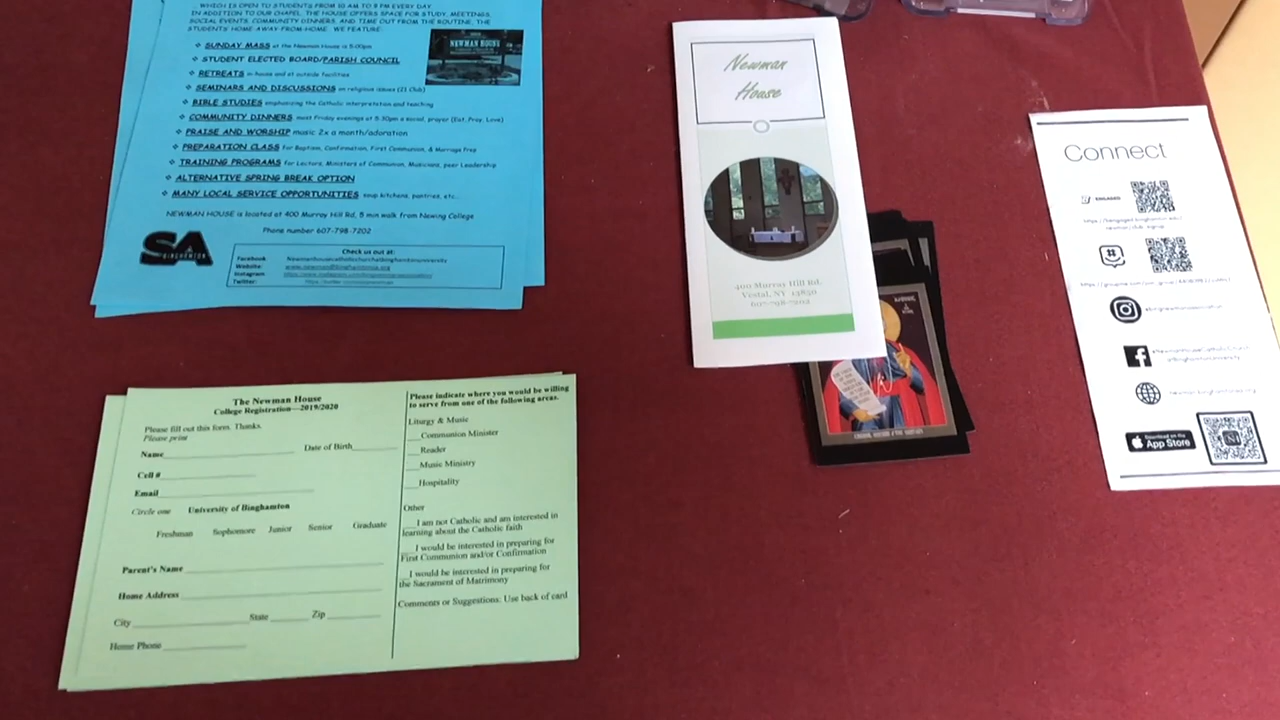 WHICH IS OPEN TO STUDENTS FROM 10 AM TO 9 PM EVERY DAY.
IN ADDITION TO OUR CHAPEL, THE HOUSE OFFERS SPACE FOR STUDY, MEETINGS,
SOCIAL EVENTS, COMMUNITY DINNERS, AND TIME OUT FROM THE ROUTINE, THE
STUDENTS' HOME AWAY-FROM-HOME. WE FEATURE:
SUNDAY MASS at the Newman House is 5:00pm
STUDENT ELECTED BOARD/PARISH COUNCIL
RETREATS in-house and at outside facilities
SEMINARS AND DISCUSSIONS on religious issues (21 Club)
BIBLE STUDIES emphasizing the Catholic interpretation and teaching
COMMUNITY DINNERS most Friday evenings at 5:30pm a social, prayer (Eat, Pray, Love)
PRAISE AND WORSHIP music 2x a month/adoration
PREPARATION CLASS for Baptism, Confirmation, First Communion, & Marriage Prep
TRAINING PROGRAMS for Lectors, Ministers of Communion, Musicians, peer Leadership
ALTERNATIVE SPRING BREAK OPTION
MANY LOCAL SERVICE OPPORTUNITIES soup kitchens, pantries, etc...
NEWMAN HOUSE is located at 400 Murray Hill Rd, 5 min walk from Newing College
Phone number 607-798-7202
NEWMAN HOUSE
SA
BINGHAMTON
Check us out at:
Facebook
Website:
Instagram
Twitter:
Newman
House
400 Murray Hill Rd.
Vestal, NY 13850
607-798-7202
Connect
ENGAGED
Download on the
App Store
The Newman House
College Registration—2019/2020
Please fill out this form. Thanks.
Please print
Name
Date of Birth
Cell #
Email
Circle one University of Binghamton
Freshman Sophomore Junior Senior Graduate
Parent's Name
Home Address
City State Zip
Home Phone
Please indicate where you would be willing
to serve from one of the following areas.
Liturgy & Music
Communion Minister
Reader
Music Ministry
Hospitality
Other
I am not Catholic and am interested in
learning about the Catholic faith
I would be interested in preparing for
First Communion and/or Confirmation
I would be interested in preparing for
the Sacrament of Matrimony
Comments or Suggestions: Use back of card